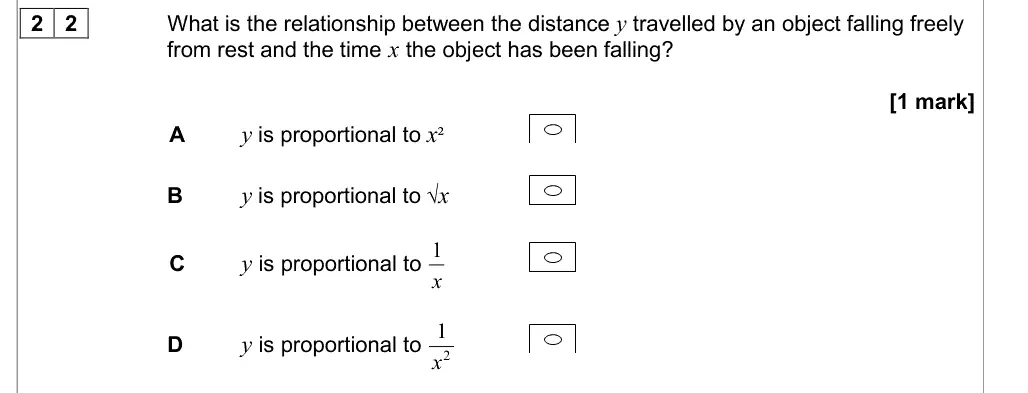 2 2 What is the relationship between the distance y travelled by an object falling freely
from rest and the time x the object has been falling?
[1 mark]
A y is proportional to x²
B y is proportional to √x
C y is proportional to 1/x
D y is proportional to 1/x²